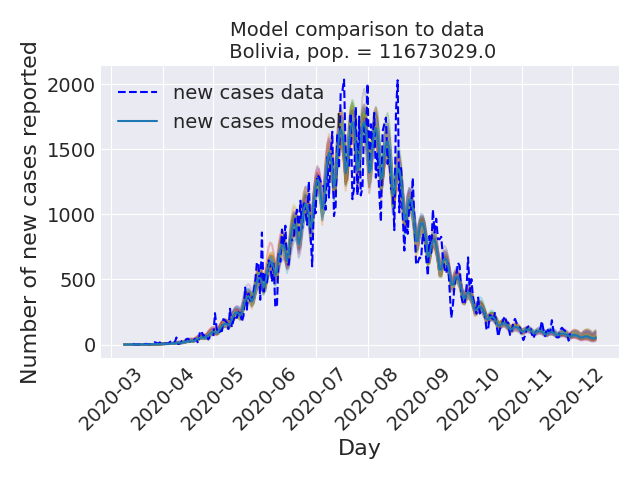 Model comparison to data
Bolivia, pop. = 11673029.0
Number of new cases reported
2000
1500
1000
500
0
new cases data
new cases model
2020-03
2020-04
2020-05
2020-06
2020-07
2020-08
2020-09
2020-10
2020-11
2020-12
Day